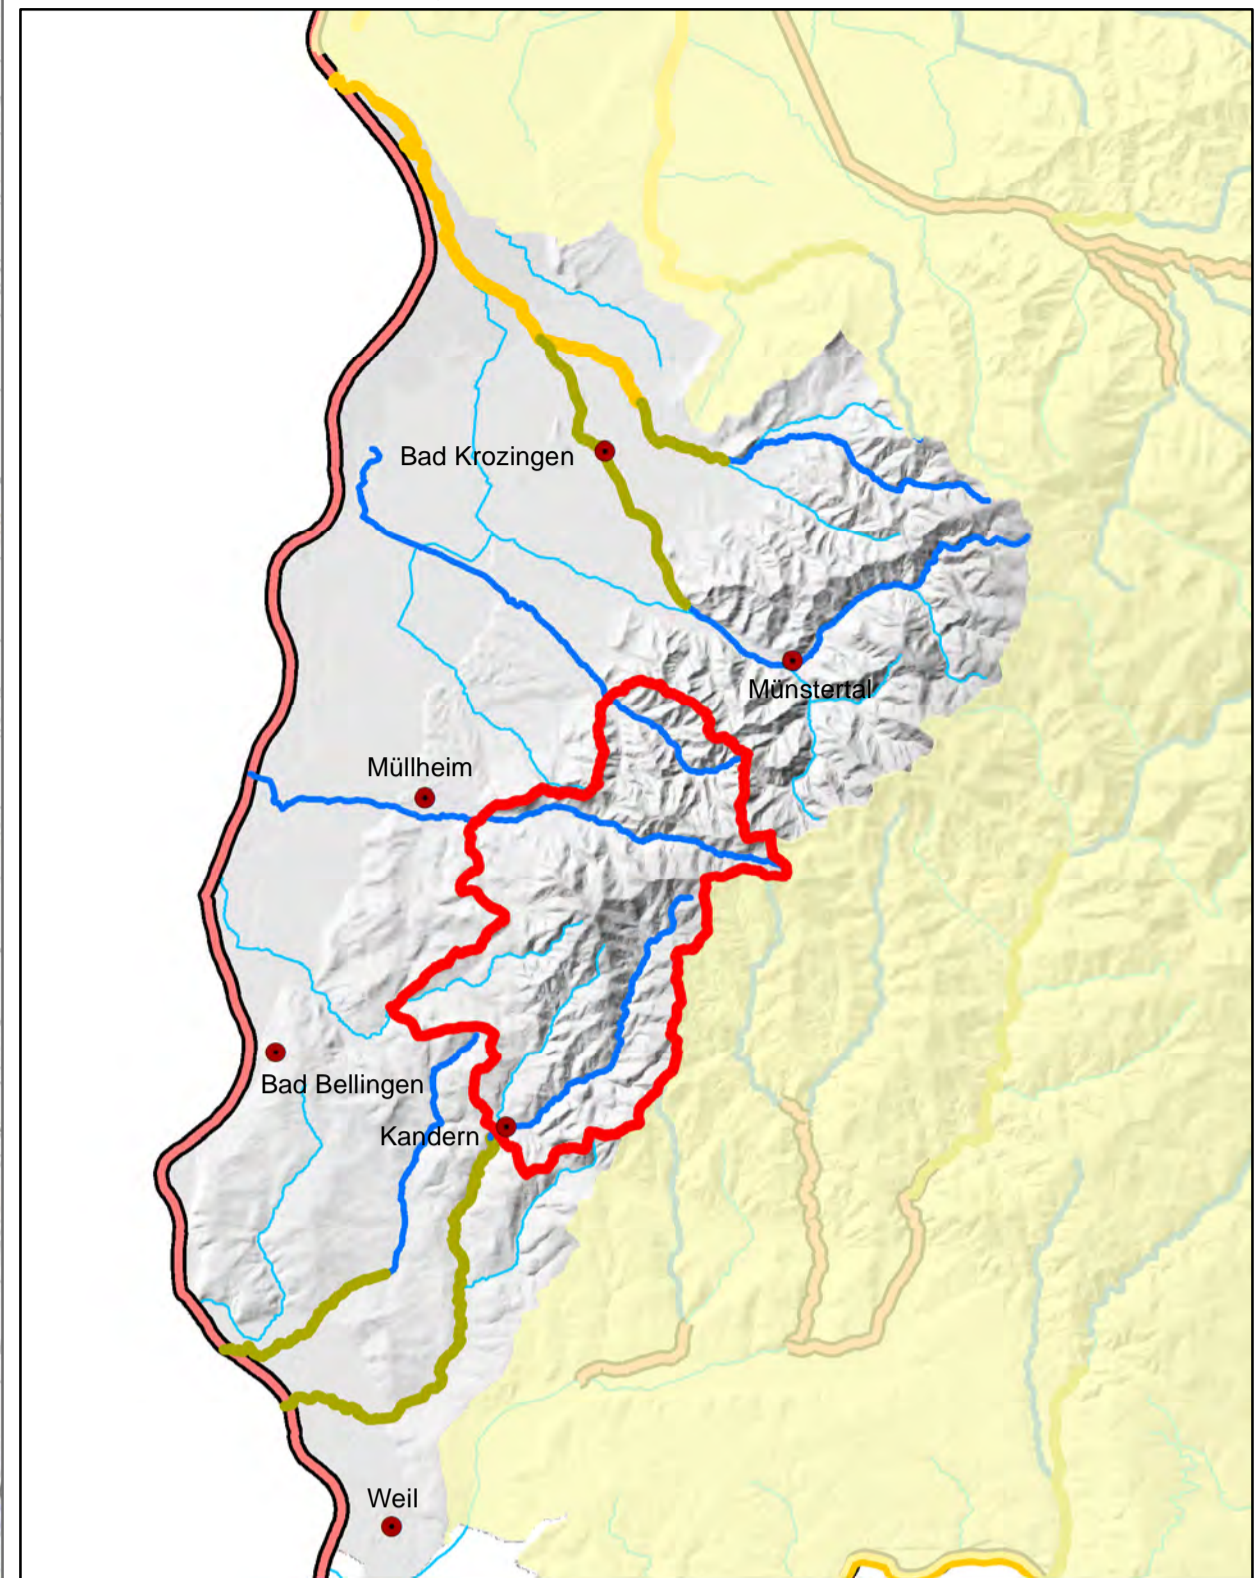 Bad Krozingen
Münstertal
Müllheim
Bad Bellingen
Kandern
Weil